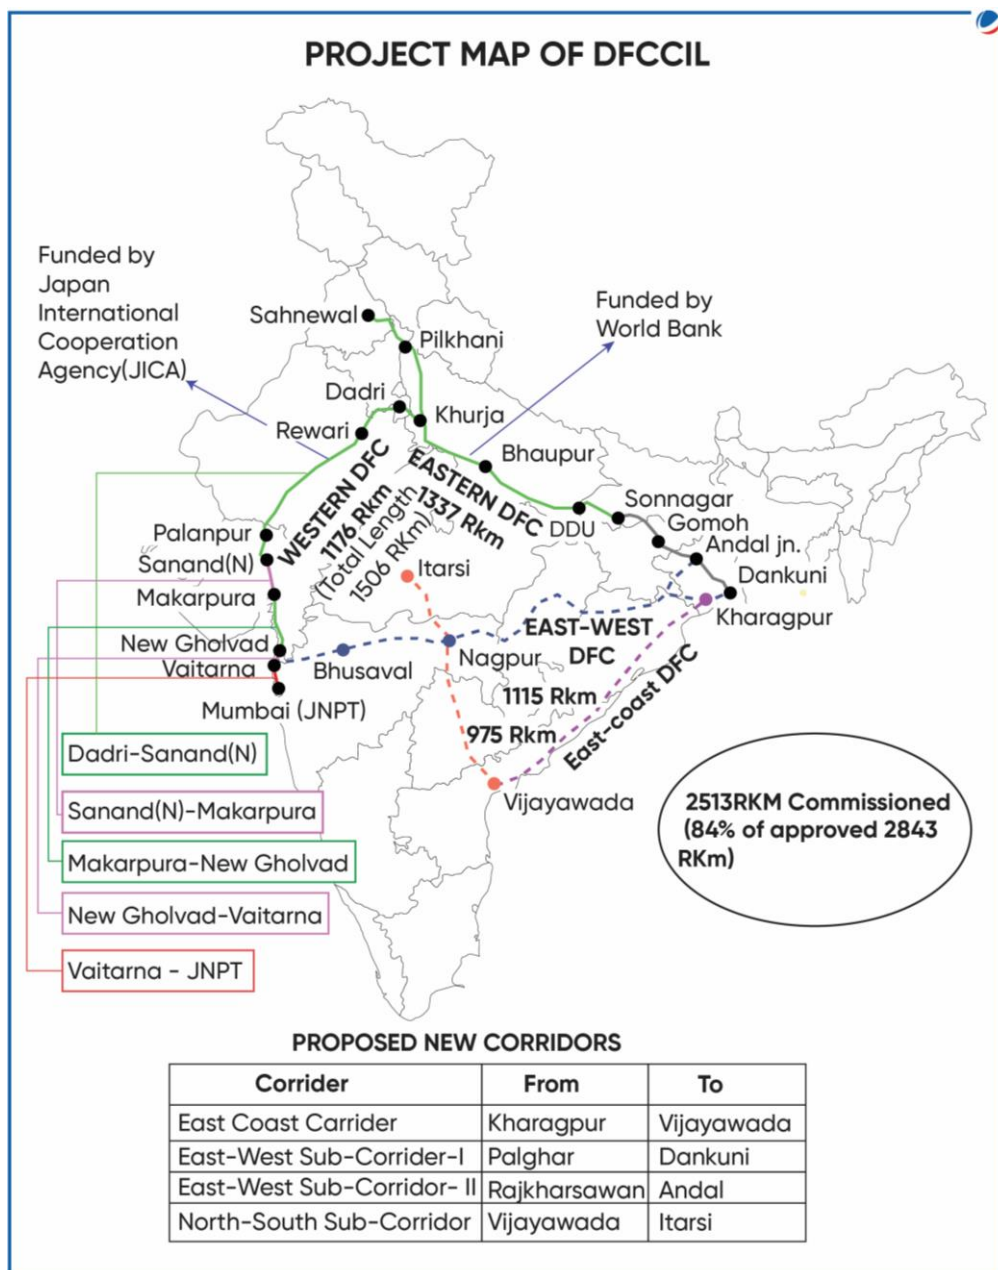 PROJECT MAP OF DFCCIL
Funded by
Japan
International
Cooperation
Agency(JICA)
Funded by
World Bank
Sahnewal
Pilkhani
Dadri
Khurja
Rewari
Bhaupur
WESTERN DFC
1176 Rkm
(Total Length
1506 RKm)
EASTERN DFC
1337 Rkm
Sonnagar
DDU
Gomoh
Andal jn.
Palanpur
Sanand(N)
Itarsi
Dankuni
Makarpura
Kharagpur
New Gholvad
EAST-WEST
DFC
Vaitarna
Bhusaval
Nagpur
Mumbai (JNPT)
1115 Rkm
East-coast DFC
975 Rkm
Vijayawada
Dadri-Sanand(N)
Sanand(N)-Makarpura
Makarpura-New Gholvad
New Gholvad-Vaitarna
Vaitarna - JNPT
2513RKM Commissioned
(84% of approved 2843
RKm)
PROPOSED NEW CORRIDORS
Corrider From To
East Coast Carrider Kharagpur Vijayawada
East-West Sub-Corrider-I Palghar Dankuni
East-West Sub-Corridor- II Rajkharsawan Andal
North-South Sub-Corridor Vijayawada Itarsi